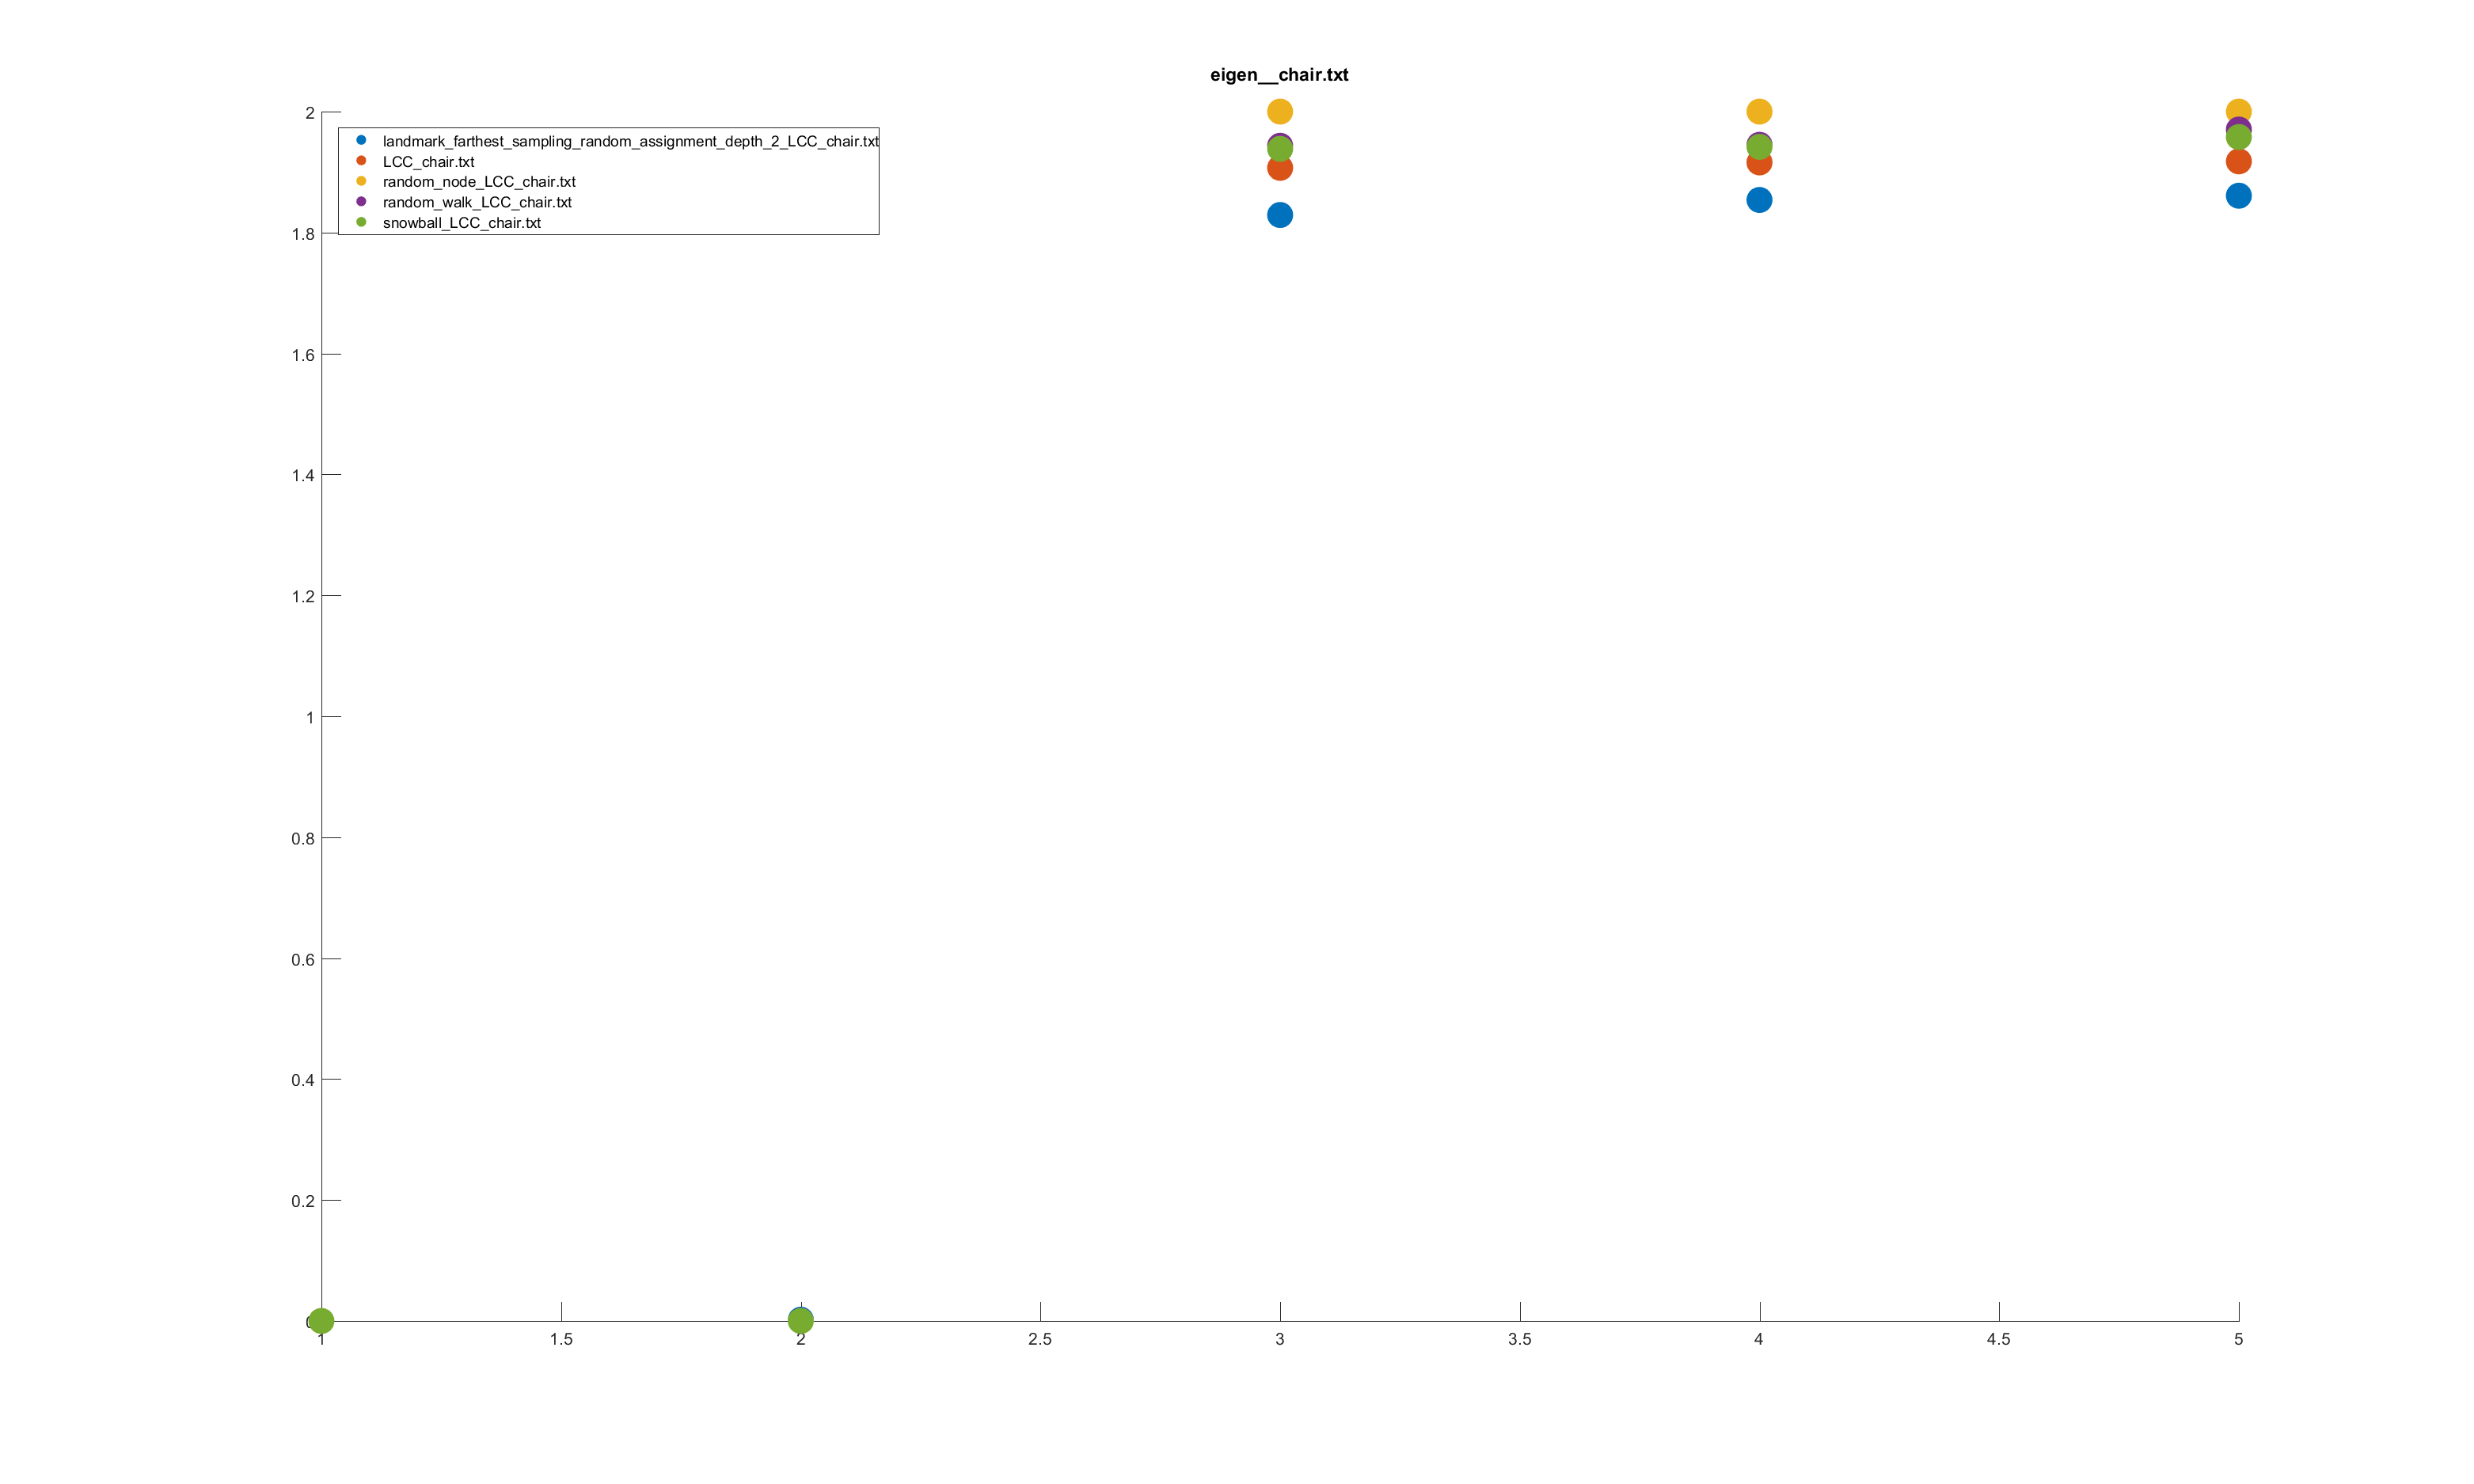 eigen__chair.txt
landmark_farthest_sampling_random_assignment_depth_2_LCC_chair.txt
LCC_chair.txt
random_node_LCC_chair.txt
random_walk_LCC_chair.txt
snowball_LCC_chair.txt
2
1.8
1.6
1.4
1.2
1
0.8
0.6
0.4
0.2
0
1 1.5 2 2.5 3 3.5 4 4.5 5